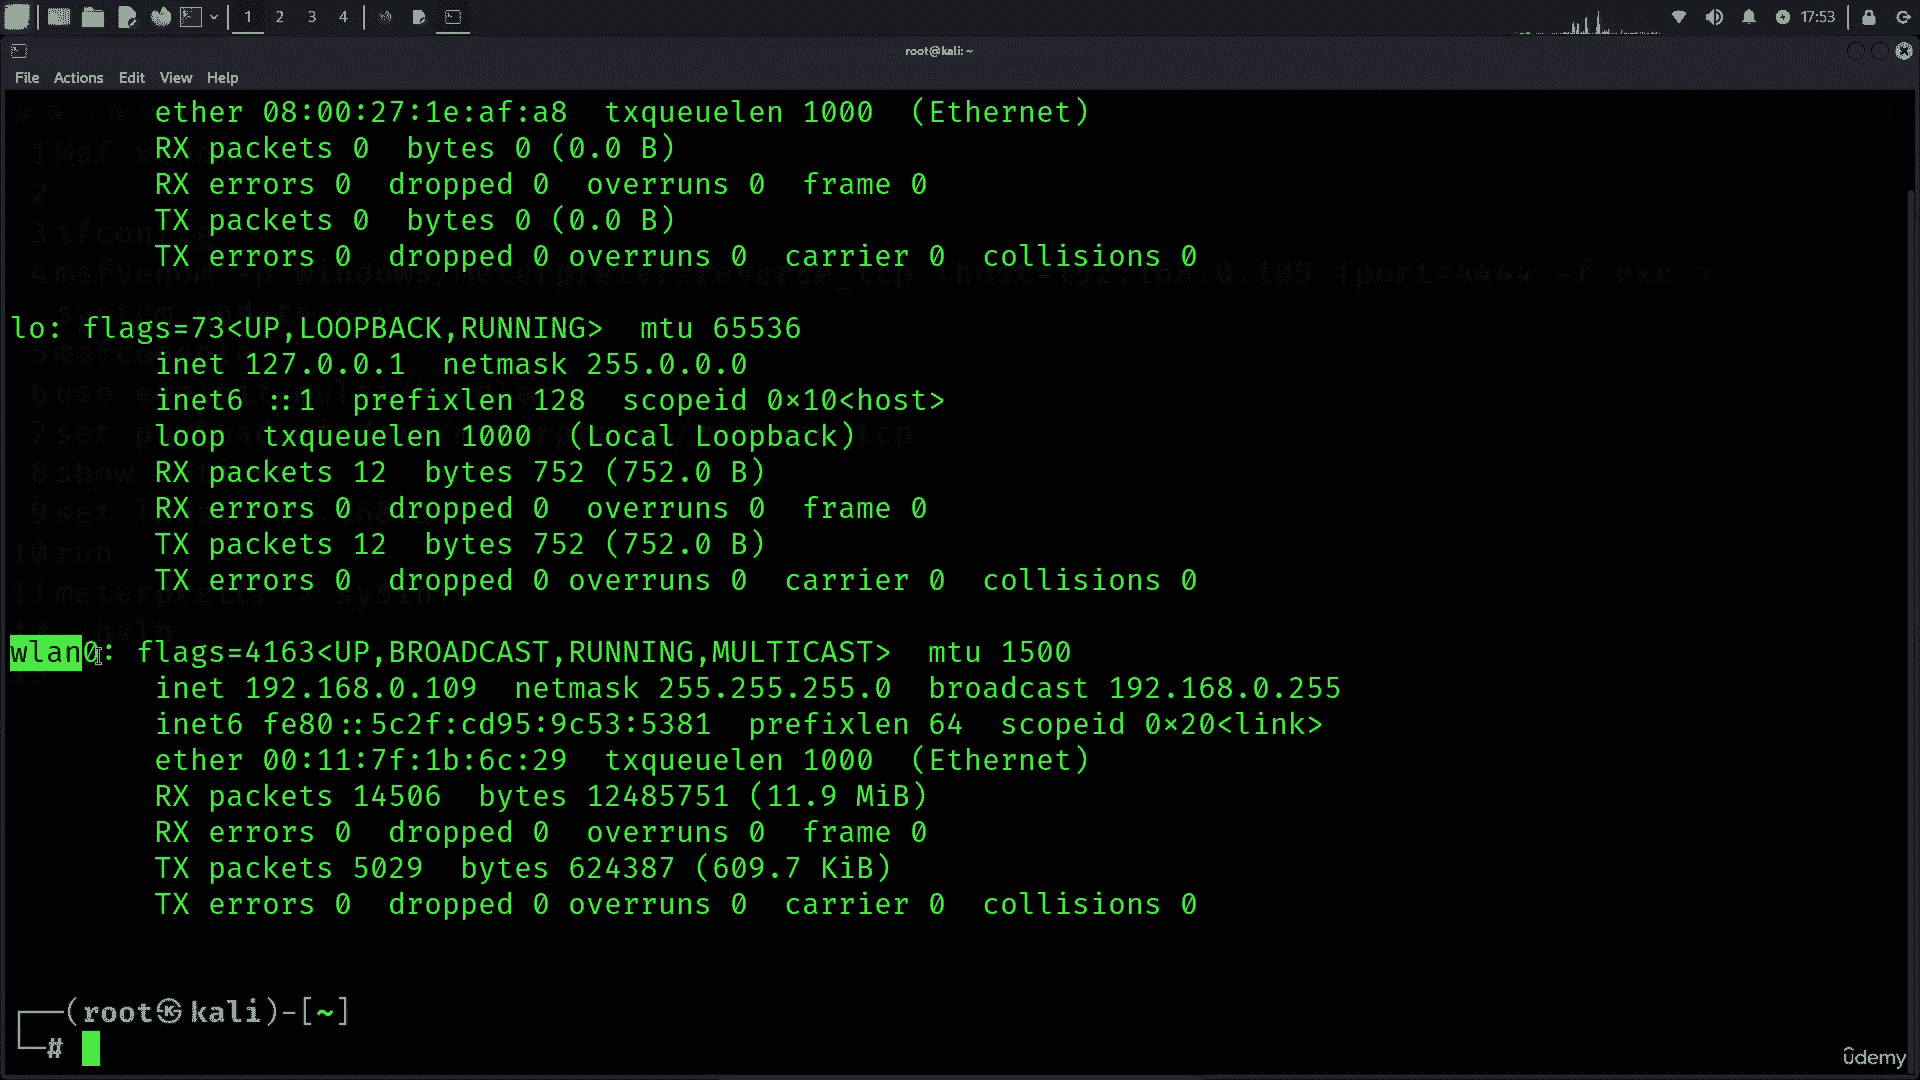 1 2 3 4 17:53
root@kali: ~
File Actions Edit View Help
ether 08:00:27:1e:af:a8 txqueuelen 1000 (Ethernet)
RX packets 0 bytes 0 (0.0 B)
RX errors 0 dropped 0 overruns 0 frame 0
TX packets 0 bytes 0 (0.0 B)
TX errors 0 dropped 0 overruns 0 carrier 0 collisions 0
lo: flags=73<UP,LOOPBACK,RUNNING> mtu 65536
inet 127.0.0.1 netmask 255.0.0.0
inet6 ::1 prefixlen 128 scopeid 0×10<host>
loop txqueuelen 1000 (Local Loopback)
RX packets 12 bytes 752 (752.0 B)
RX errors 0 dropped 0 overruns 0 frame 0
TX packets 12 bytes 752 (752.0 B)
TX errors 0 dropped 0 overruns 0 carrier 0 collisions 0
wlan0: flags=4163<UP,BROADCAST,RUNNING,MULTICAST> mtu 1500
inet 192.168.0.109 netmask 255.255.255.0 broadcast 192.168.0.255
inet6 fe80::5c2f:cd95:9c53:5381 prefixlen 64 scopeid 0×20<link>
ether 00:11:7f:1b:6c:29 txqueuelen 1000 (Ethernet)
RX packets 14506 bytes 12485751 (11.9 MiB)
RX errors 0 dropped 0 overruns 0 frame 0
TX packets 5029 bytes 624387 (609.7 KiB)
TX errors 0 dropped 0 overruns 0 carrier 0 collisions 0
(root㉿kali)-[~]
#
ûdemy